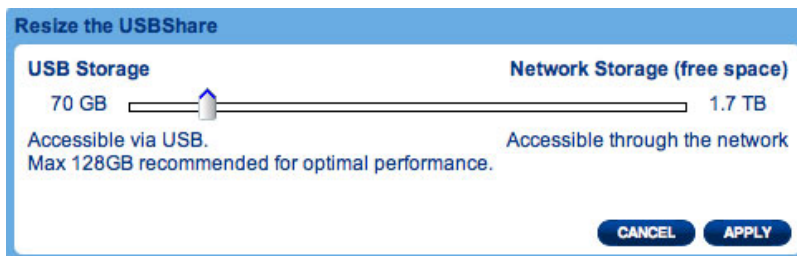 Resize the USBShare
USB Storage Network Storage (free space)
70 GB 1.7 TB
Accessible via USB. Accessible through the network
Max 128GB recommended for optimal performance.
CANCEL APPLY